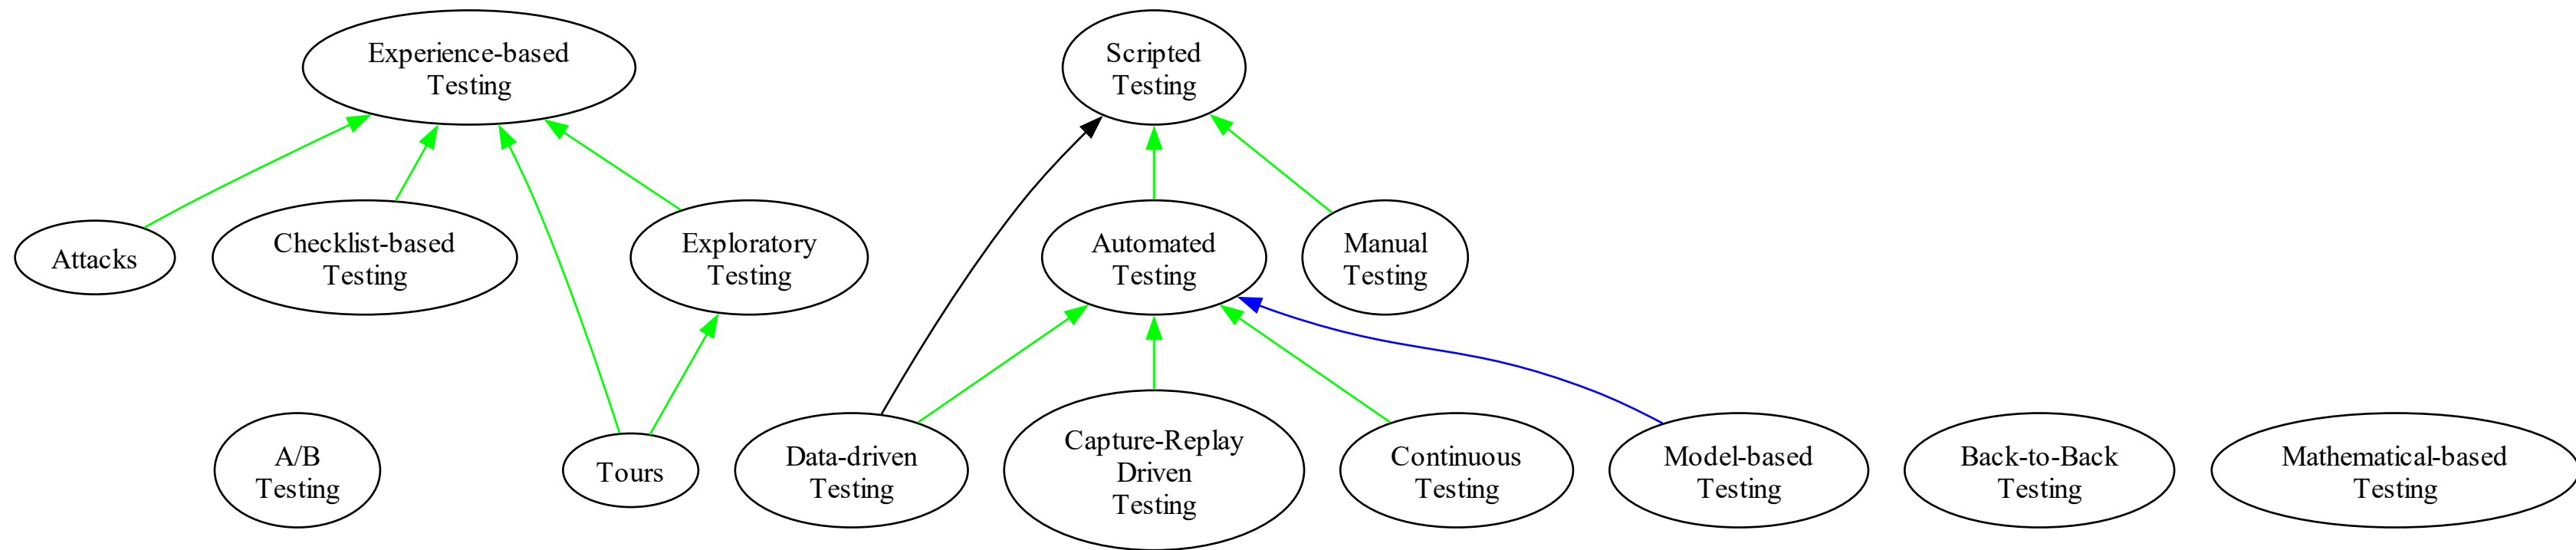 Experience-based
Testing
Scripted
Testing
Attacks
Checklist-based
Testing
Exploratory
Testing
Automated
Testing
Manual
Testing
A/B
Testing
Tours
Data-driven
Testing
Capture-Replay
Driven
Testing
Continuous
Testing
Model-based
Testing
Back-to-Back
Testing
Mathematical-based
Testing